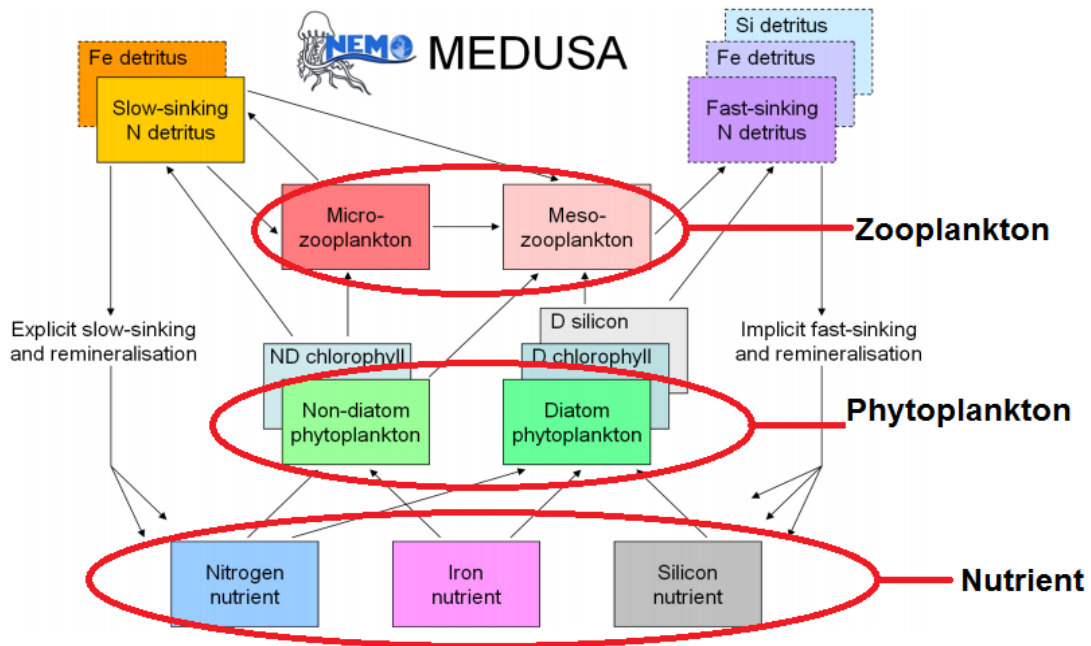 NEMO MEDUSA
Si detritus
Fe detritus
Fe detritus
Slow-sinking
N detritus
Fast-sinking
N detritus
Micro-
zooplankton
Meso-
zooplankton
Zooplankton
Explicit slow-sinking
and remineralisation
D silicon
Implicit fast-sinking
and remineralisation
ND chlorophyll
D chlorophyll
Non-diatom
phytoplankton
Diatom
phytoplankton
Phytoplankton
Nitrogen
nutrient
Iron
nutrient
Silicon
nutrient
Nutrient